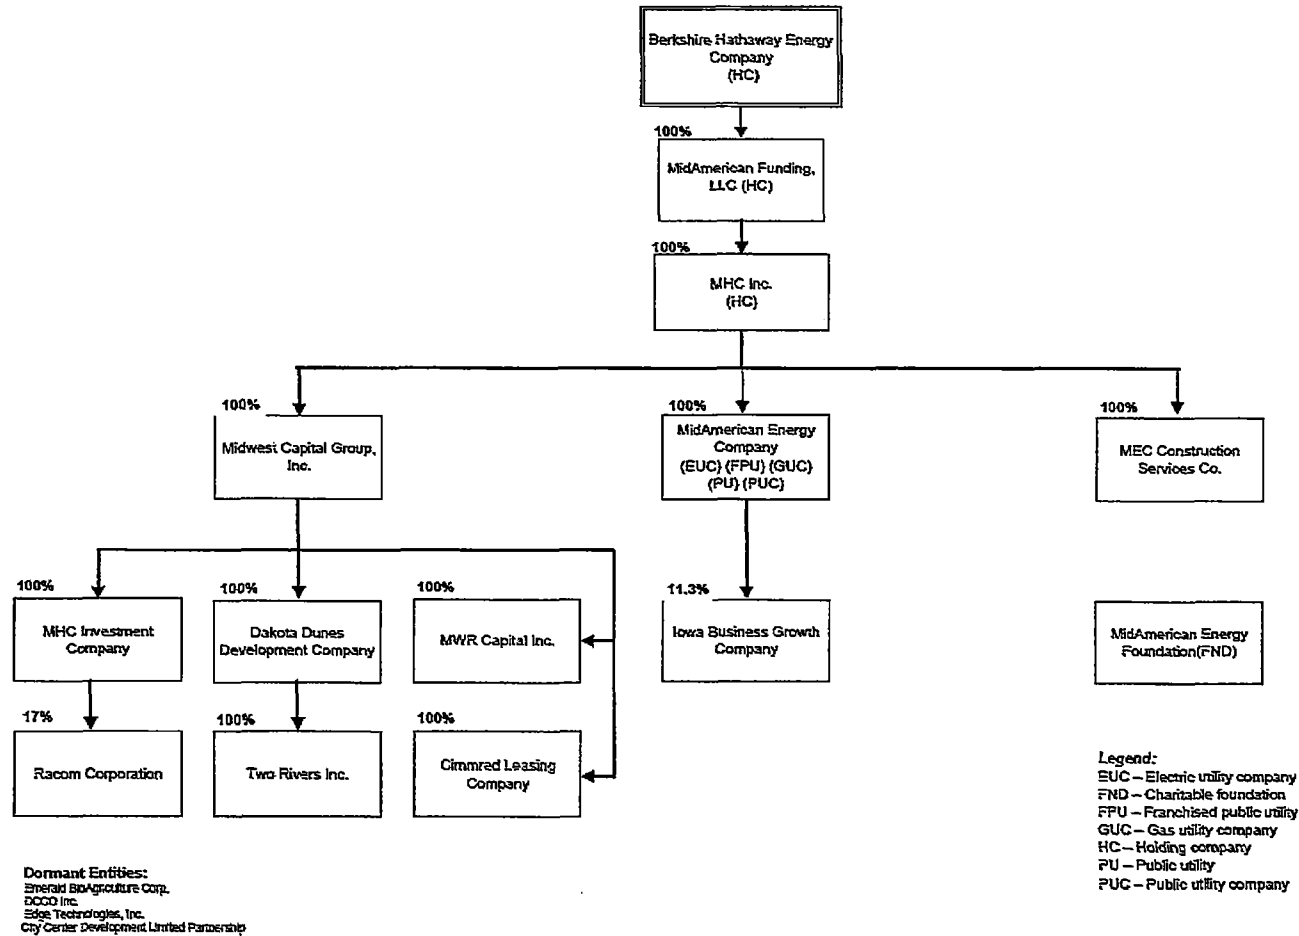 Berkshire Hathaway Energy
Company
(HC)
100%
MidAmerican Funding,
LLC (HC)
100%
MHC Inc.
(HC)
100%
Midwest Capital Group,
Inc.
100%
MidAmerican Energy
Company
(EUC) (FPU) (GUC)
(PU) (PUC)
100%
MEC Construction
Services Co.
100%
MHC Investment
Company
100%
Dakota Dunes
Development Company
100%
MWR Capital Inc.
11.3%
Iowa Business Growth
Company
MidAmerican Energy
Foundation(FND)
17%
Racom Corporation
100%
Two Rivers Inc.
100%
Cimmred Leasing
Company
Legend:
EUC – Electric utility company
FND – Charitable foundation
FPU – Franchised public utility
GUC – Gas utility company
HC – Holding company
PU – Public utility
PUC – Public utility company
Dormant Entities:
Emerald BioAgriculture Corp.
DCCD Inc.
Edge Technologies, Inc.
City Center Development Limited Partnership